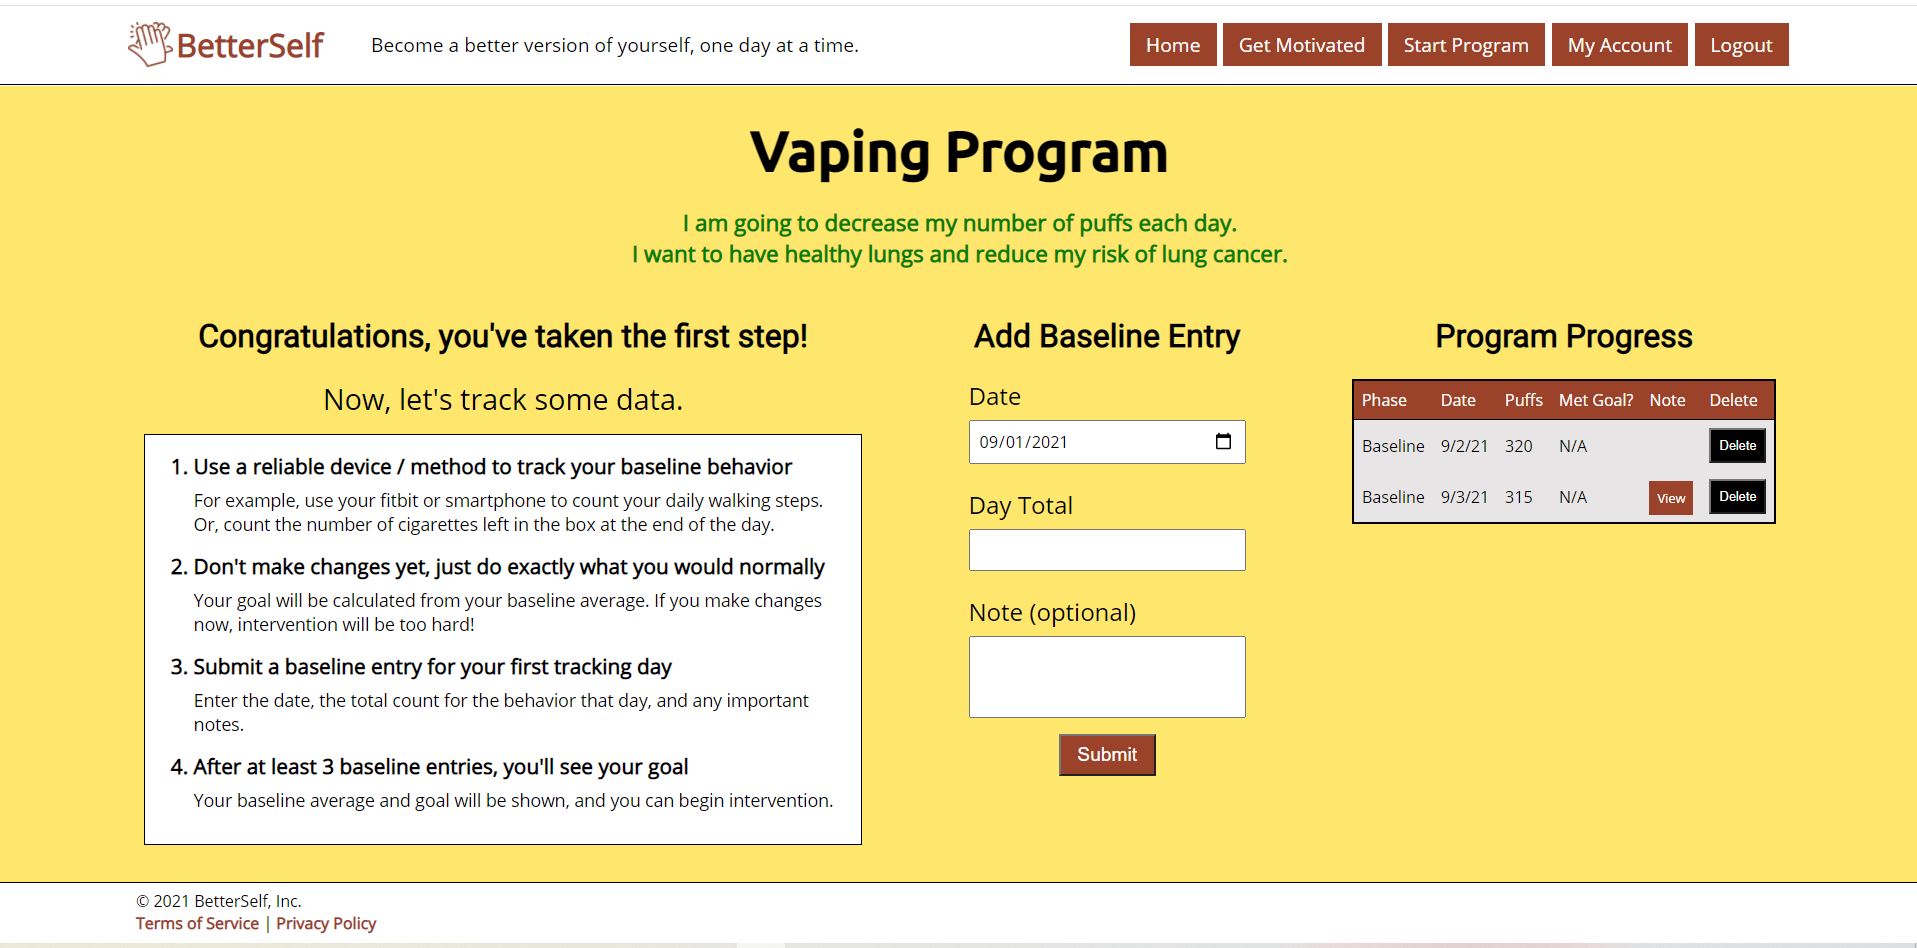 BetterSelf
Become a better version of yourself, one day at a time.
Home
Get Motivated
Start Program
My Account
Logout
Vaping Program
I am going to decrease my number of puffs each day.
I want to have healthy lungs and reduce my risk of lung cancer.
Congratulations, you've taken the first step!
Now, let's track some data.
1. Use a reliable device / method to track your baseline behavior
For example, use your fitbit or smartphone to count your daily walking steps.
Or, count the number of cigarettes left in the box at the end of the day.
2. Don't make changes yet, just do exactly what you would normally
Your goal will be calculated from your baseline average. If you make changes
now, intervention will be too hard!
3. Submit a baseline entry for your first tracking day
Enter the date, the total count for the behavior that day, and any important
notes.
4. After at least 3 baseline entries, you'll see your goal
Your baseline average and goal will be shown, and you can begin intervention.
Add Baseline Entry
Date
09/01/2021
Day Total
Note (optional)
Submit
Program Progress
Phase Date Puffs Met Goal? Note Delete
Baseline 9/2/21 320 N/A Delete
Baseline 9/3/21 315 N/A View Delete
© 2021 BetterSelf, Inc.
Terms of Service | Privacy Policy